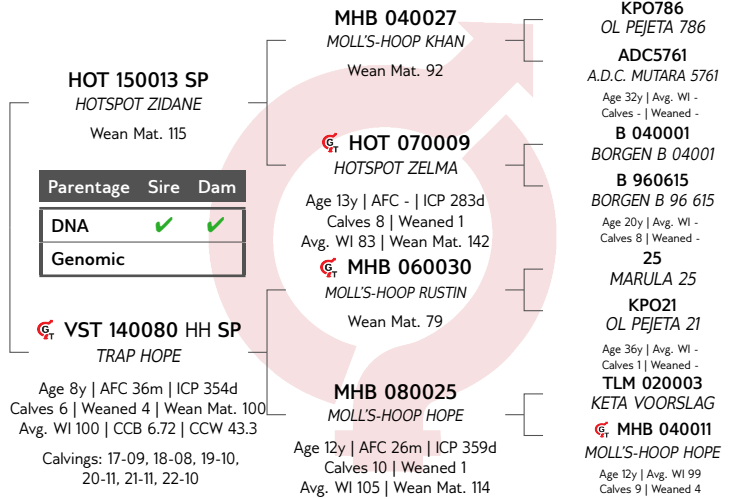 HOT 150013 SP
HOTSPOT ZIDANE
Wean Mat. 115
Parentage Sire Dam
DNA ✔ ✔
Genomic
GT VST 140080 HH SP
TRAP HOPE
Age 8y | AFC 36m | ICP 354d
Calves 6 | Weaned 4 | Wean Mat. 100
Avg. WI 100 | CCB 6.72 | CCW 43.3
Calvings: 17-09, 18-08, 19-10,
20-11, 21-11, 22-10
MHB 040027
MOLL'S-HOOP KHAN
Wean Mat. 92
GT HOT 070009
HOTSPOT ZELMA
Age 13y | AFC - | ICP 283d
Calves 8 | Weaned 1
Avg. WI 83 | Wean Mat. 142
GT MHB 060030
MOLL'S-HOOP RUSTIN
Wean Mat. 79
MHB 080025
MOLL'S-HOOP HOPE
Age 12y | AFC 26m | ICP 359d
Calves 10 | Weaned 1
Avg. WI 105 | Wean Mat. 114
KPO786
OL PEJETA 786
ADC5761
A.D.C. MUTARA 5761
Age 32y | Avg. WI -
Calves - | Weaned -
B 040001
BORGEN B 04001
B 960615
BORGEN B 96 615
Age 20y | Avg. WI -
Calves 8 | Weaned -
25
MARULA 25
KPO21
OL PEJETA 21
Age 36y | Avg. WI -
Calves 1 | Weaned -
TLM 020003
KETA VOORSLAG
GT MHB 040011
MOLL'S-HOOP HOPE
Age 12y | Avg. WI 99
Calves 9 | Weaned 4